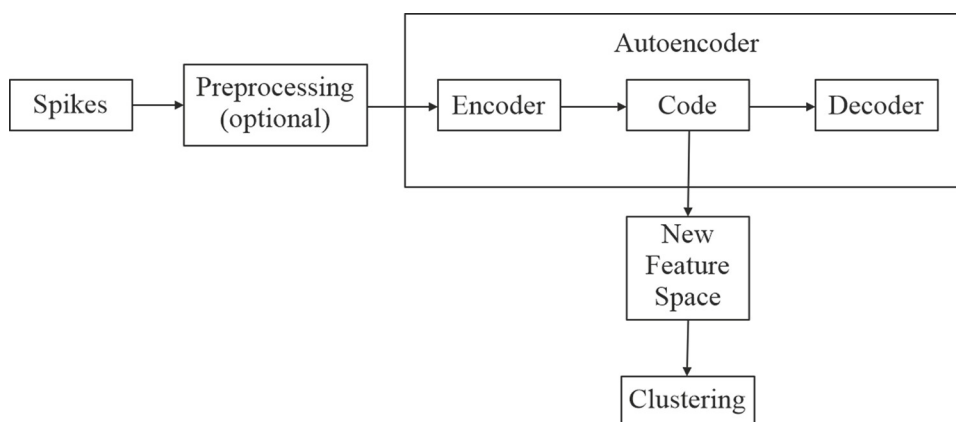 Autoencoder
Spikes
Preprocessing
(optional)
Encoder
Code
Decoder
New
Feature
Space
Clustering